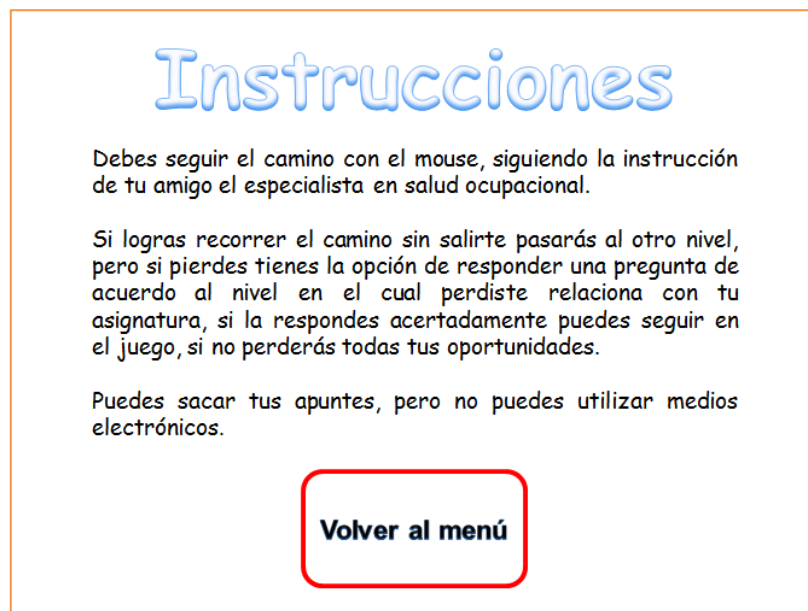 Instrucciones
Debes seguir el camino con el mouse, siguiendo la instrucción
de tu amigo el especialista en salud ocupacional.
Si logras recorrer el camino sin salirte pasarás al otro nivel,
pero si pierdes tienes la opción de responder una pregunta de
acuerdo al nivel en el cual perdiste relaciona con tu
asignatura, si la respondes acertadamente puedes seguir en
el juego, si no perderás todas tus oportunidades.
Puedes sacar tus apuntes, pero no puedes utilizar medios
electrónicos.
Volver al menú